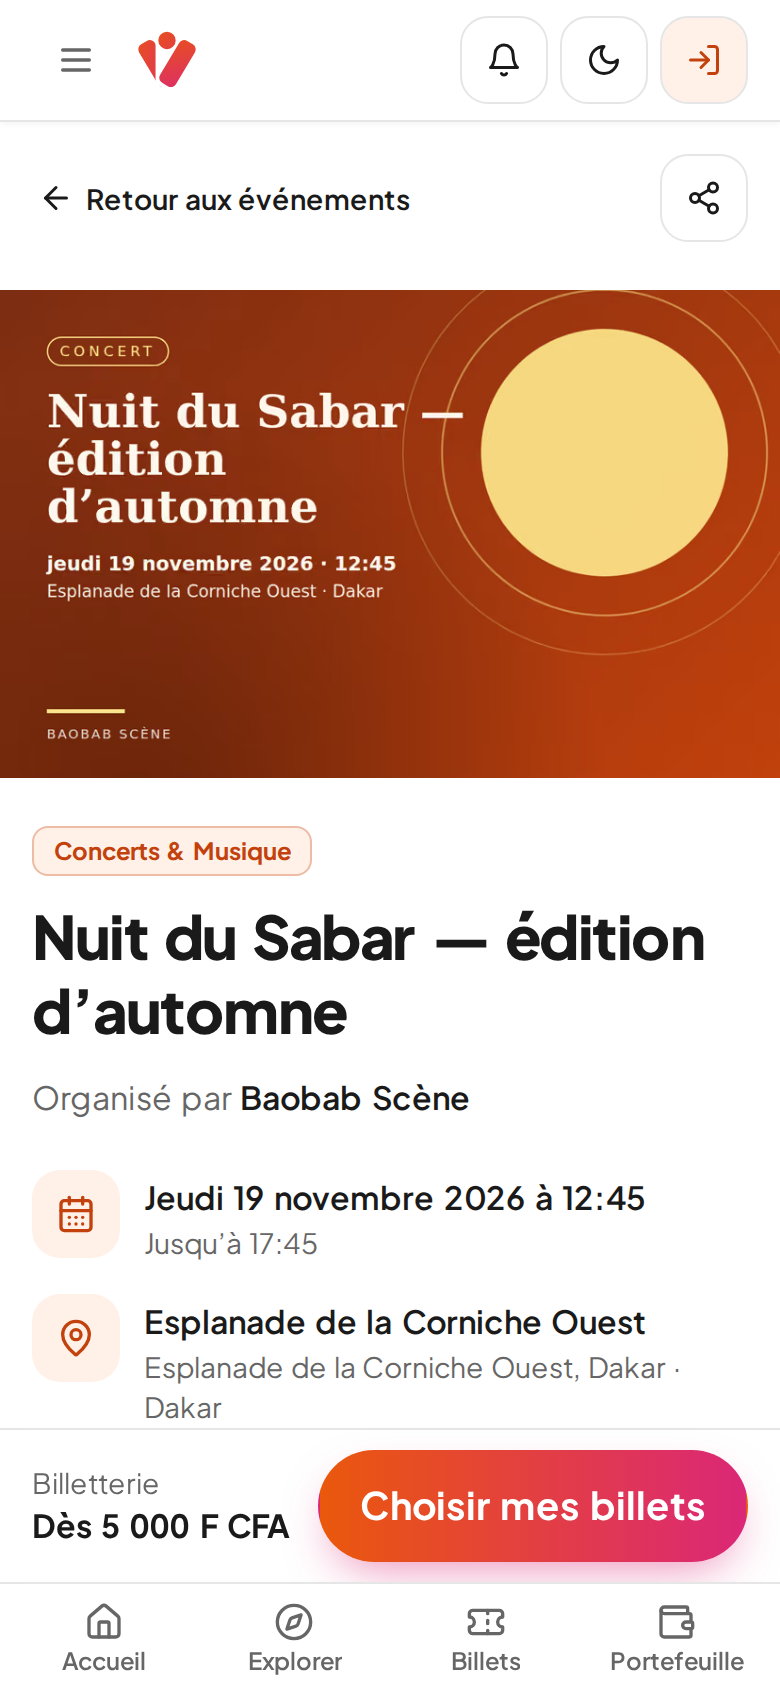 Retour aux événements
CONCERT
Nuit du Sabar —
édition
d’automne
jeudi 19 novembre 2026 · 12:45
Esplanade de la Corniche Ouest · Dakar
BAOBAB SCÈNE
Concerts & Musique
Nuit du Sabar — édition
d’automne
Organisé par Baobab Scène
Jeudi 19 novembre 2026 à 12:45
Jusqu’à 17:45
Esplanade de la Corniche Ouest
Esplanade de la Corniche Ouest, Dakar ·
Dakar
Billetterie
Dès 5 000 F CFA
Choisir mes billets
Accueil
Explorer
Billets
Portefeuille